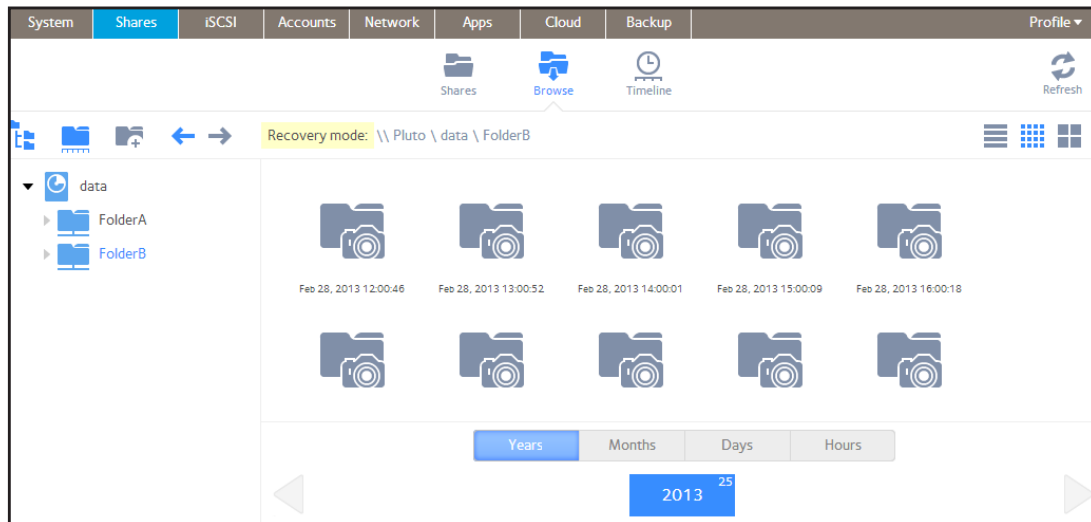 System Shares iSCSI Accounts Network Apps Cloud Backup Profile ▾
Shares Browse Timeline Refresh
Recovery mode: \\ Pluto \ data \ FolderB
data
FolderA
FolderB
Feb 28, 2013 12:00:46 Feb 28, 2013 13:00:52 Feb 28, 2013 14:00:01 Feb 28, 2013 15:00:09 Feb 28, 2013 16:00:18
Years Months Days Hours
2013 25